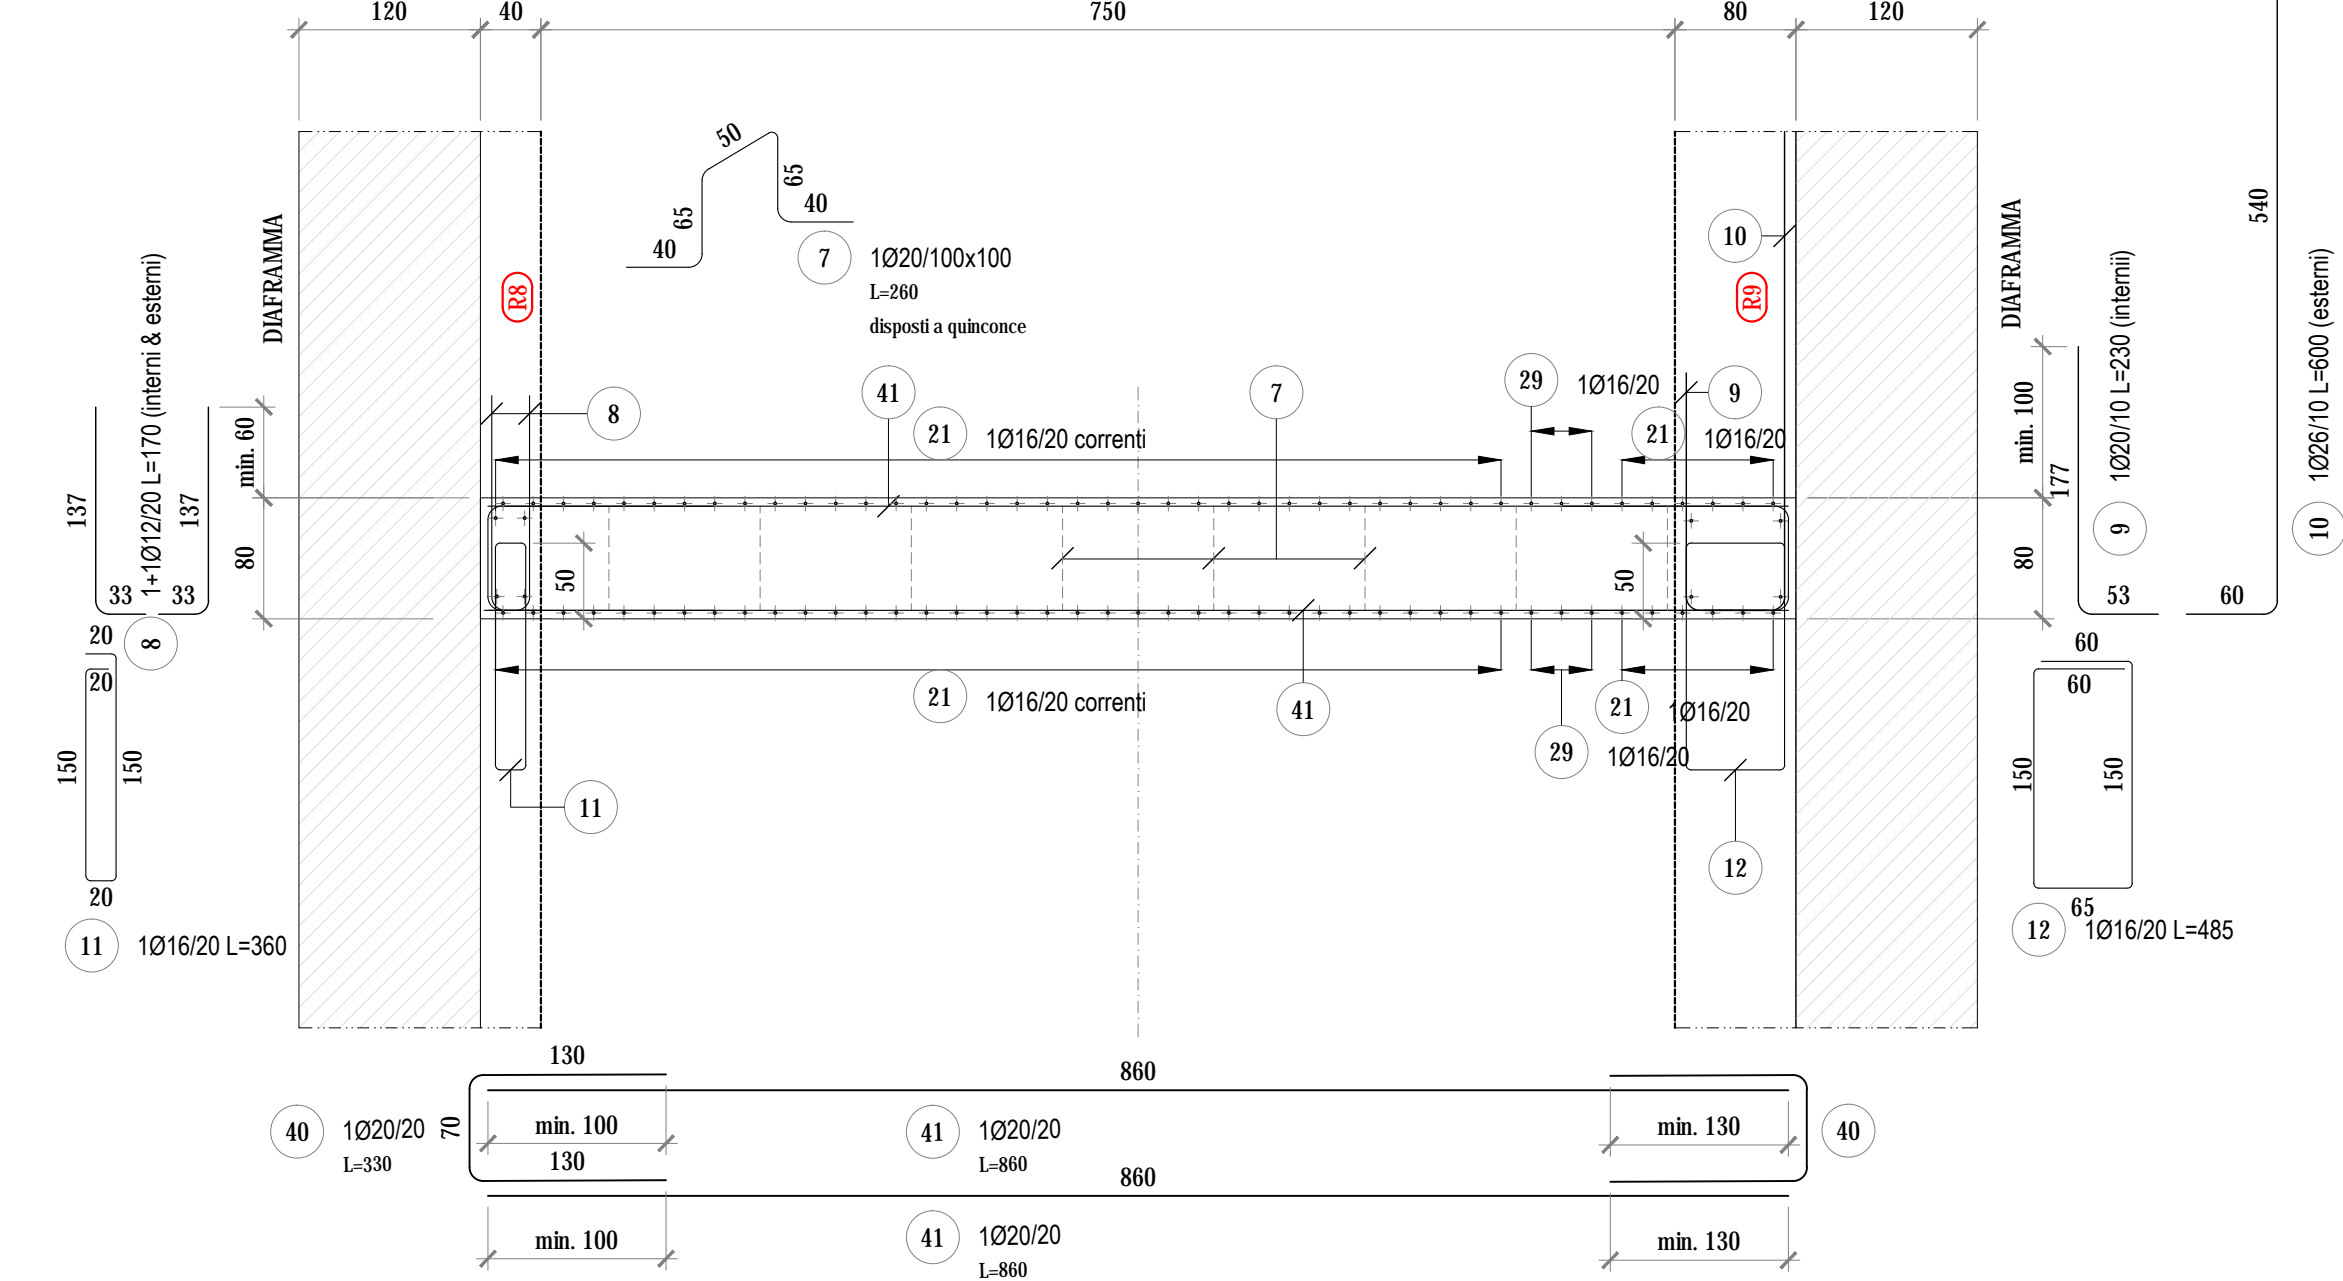 120
40
750
80
120
50
65
65
40
40
7
1Ø20/100x100
L=260
disposti a quinconce
DIAFRAMMA
R8
10
R9
DIAFRAMMA
540
1+1Ø12/20 L=170 (interni & esterni)
8
137
137
33
33
min. 60
80
8
41
21
1Ø16/20 correnti
7
29
1Ø16/20
9
21
1Ø16/20
min. 100
177
80
1Ø20/10 L=230 (internii)
9
1Ø26/10 L=600 (esterni)
10
53
60
50
50
20
20
150
150
20
11
1Ø16/20 L=360
21
1Ø16/20 correnti
41
29
1Ø16/20
21
1Ø16/20
11
12
60
60
150
150
65
12
1Ø16/20 L=485
130
860
40
1Ø20/20
L=330
70
min. 100
130
41
1Ø20/20
L=860
min. 130
40
860
min. 100
41
1Ø20/20
L=860
min. 130